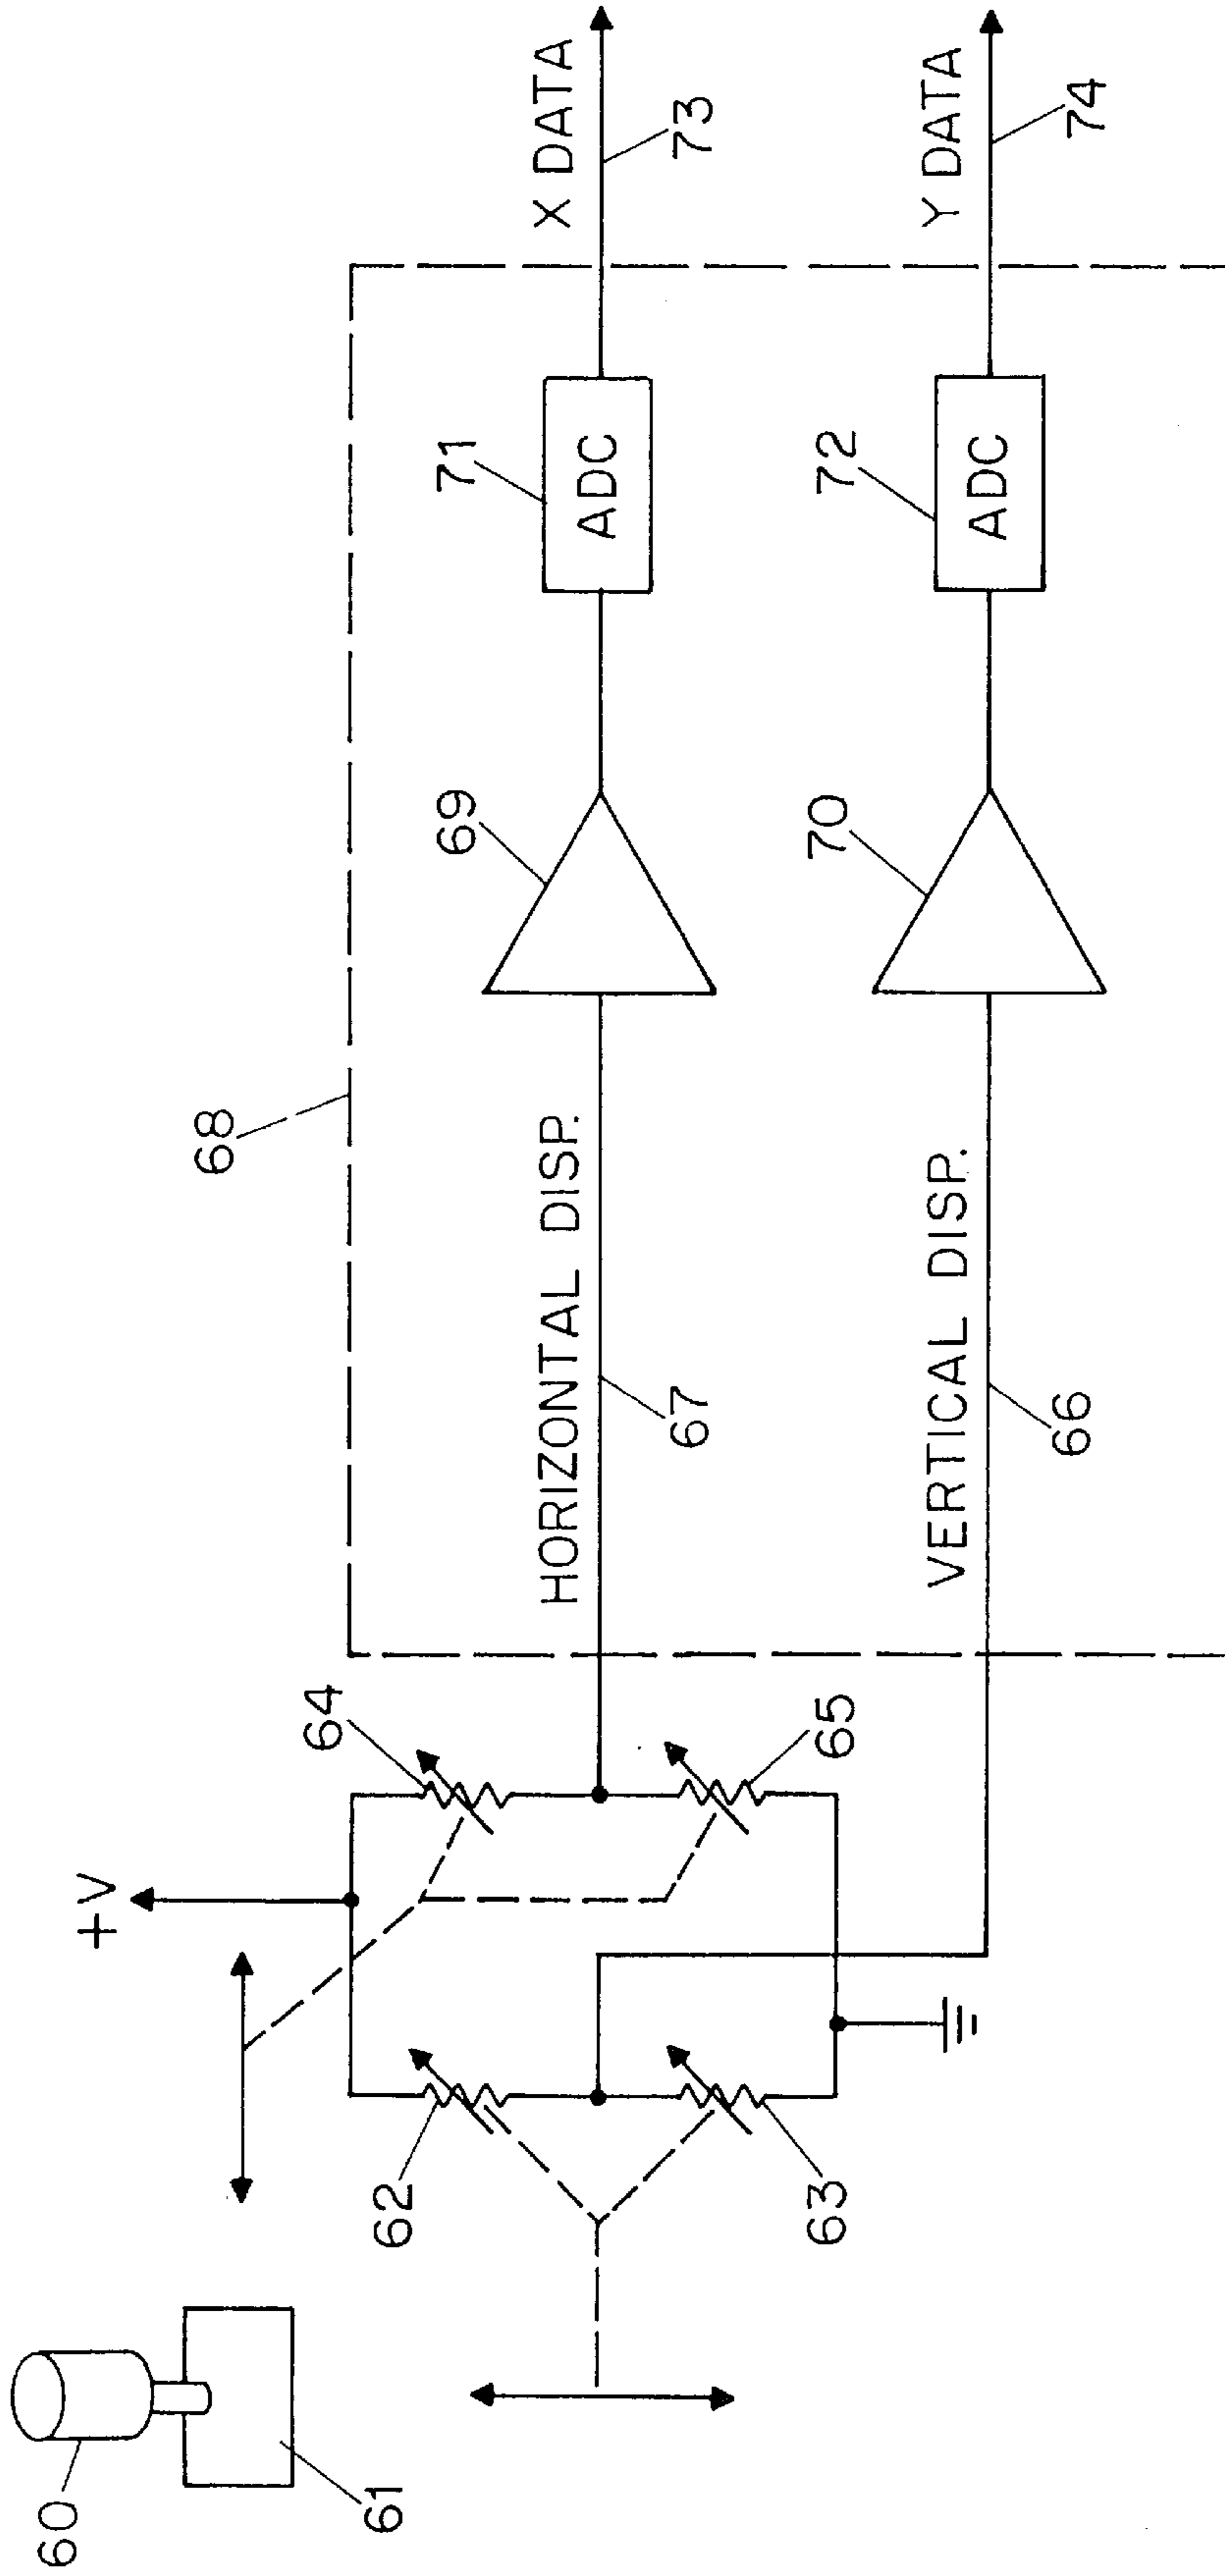 60
61
+V
62
63
64
65
68
HORIZONTAL DISP.
67
VERTICAL DISP.
66
69
70
71
ADC
72
ADC
X DATA
73
Y DATA
74